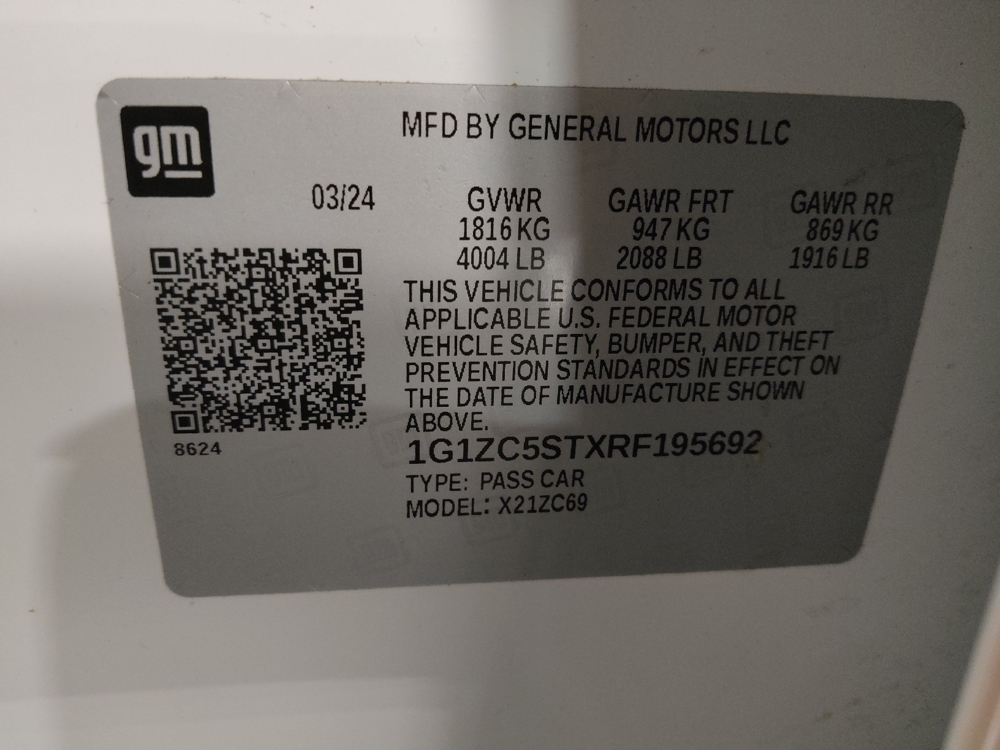 gm
MFD BY GENERAL MOTORS LLC
03/24 GVWR GAWR FRT GAWR RR
1816 KG 947 KG 869 KG
4004 LB 2088 LB 1916 LB
THIS VEHICLE CONFORMS TO ALL
APPLICABLE U.S. FEDERAL MOTOR
VEHICLE SAFETY, BUMPER, AND THEFT
PREVENTION STANDARDS IN EFFECT ON
THE DATE OF MANUFACTURE SHOWN
ABOVE.
8624
1G1ZC5STXRF195692
TYPE: PASS CAR
MODEL: X21ZC69